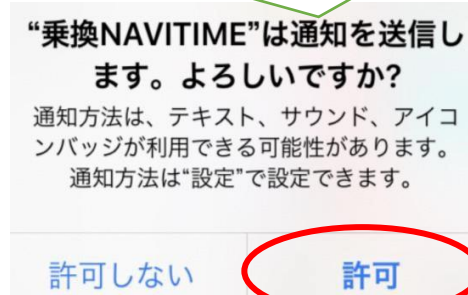 “乗換NAVITIME”は通知を送信し
ます。よろしいですか?
通知方法は、テキスト、サウンド、アイコ
ンバッジが利用できる可能性があります。
通知方法は“設定”で設定できます。
許可しない
許可